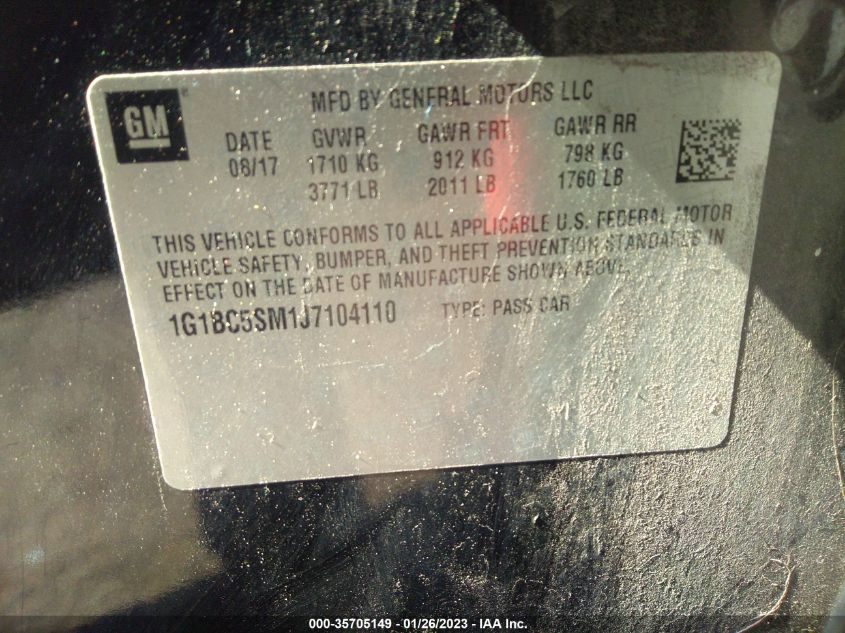 GM ®
MFD BY GENERAL MOTORS LLC
DATE GVWR GAWR FRT GAWR RR
08/17 1710 KG 912 KG 798 KG
3771 LB 2011 LB 1760 LB
THIS VEHICLE CONFORMS TO ALL APPLICABLE U.S. FEDERAL MOTOR
VEHICLE SAFETY, BUMPER, AND THEFT PREVENTION STANDARDS IN
EFFECT ON THE DATE OF MANUFACTURE SHOWN ABOVE.
1G1BC5SM1J7104110 TYPE: PASS CAR
000-35705149 - 01/26/2023 - IAA Inc.